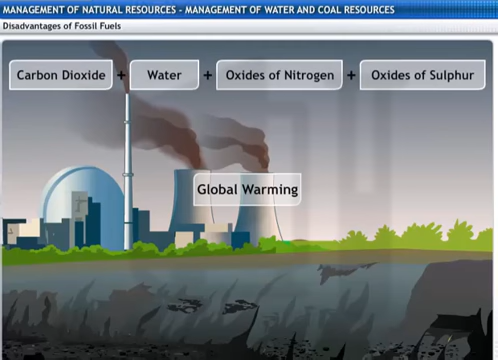 MANAGEMENT OF NATURAL RESOURCES - MANAGEMENT OF WATER AND COAL RESOURCES
Disadvantages of Fossil Fuels
Carbon Dioxide + Water + Oxides of Nitrogen + Oxides of Sulphur
Global Warming